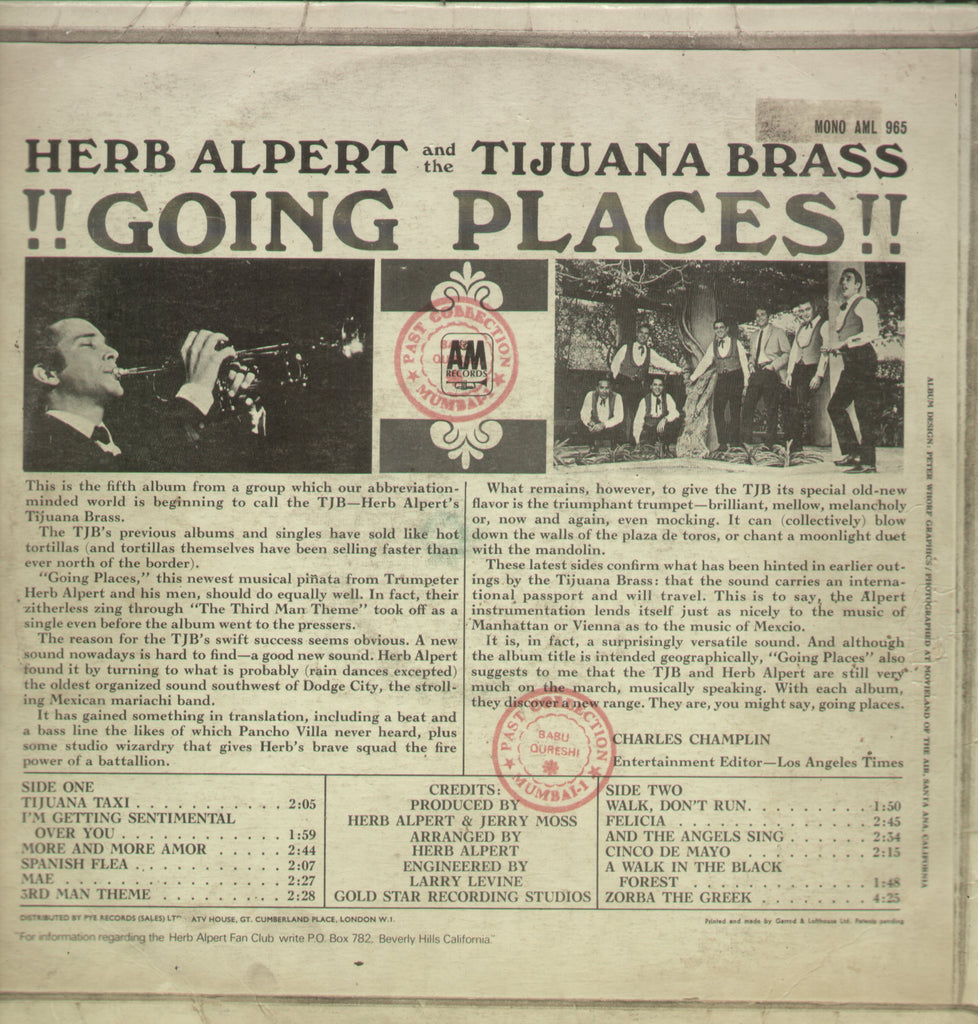 MONO AML 965
HERB ALPERT and the TIJUANA BRASS
!!GOING PLACES!!
PAST COLLECTION
BABU QURESHI
MUMBAI-1
AM
RECORDS
This is the fifth album from a group which our abbreviation-
minded world is beginning to call the TJB—Herb Alpert's
Tijuana Brass.
The TJB's previous albums and singles have sold like hot
tortillas (and tortillas themselves have been selling faster than
ever north of the border).
"Going Places," this newest musical piñata from Trumpeter
Herb Alpert and his men, should do equally well. In fact, their
zitherless zing through "The Third Man Theme" took off as a
single even before the album went to the pressers.
The reason for the TJB's swift success seems obvious. A new
sound nowadays is hard to find—a good new sound. Herb Alpert
found it by turning to what is probably (rain dances excepted)
the oldest organized sound southwest of Dodge City, the stroll-
ing Mexican mariachi band.
It has gained something in translation, including a beat and
a bass line the likes of which Pancho Villa never heard, plus
some studio wizardry that gives Herb's brave squad the fire
power of a battallion.
What remains, however, to give the TJB its special old-new
flavor is the triumphant trumpet—brilliant, mellow, melancholy
or, now and again, even mocking. It can (collectively) blow
down the walls of the plaza de toros, or chant a moonlight duet
with the mandolin.
These latest sides confirm what has been hinted in earlier out-
ings by the Tijuana Brass: that the sound carries an interna-
tional passport and will travel. This is to say, the Alpert
instrumentation lends itself just as nicely to the music of
Manhattan or Vienna as to the music of Mexcio.
It is, in fact, a surprisingly versatile sound. And although
the album title is intended geographically, "Going Places" also
suggests to me that the TJB and Herb Alpert are still very
much on the march, musically speaking. With each album,
they discover a new range. They are, you might say, going places.
CHARLES CHAMPLIN
Entertainment Editor—Los Angeles Times
PAST COLLECTION
BABU
QURESHI
MUMBAI-1
ALBUM DESIGN: PETER WHORF GRAPHICS/PHOTOGRAPHED AT MOVIELAND OF THE AIR, SANTA ANA, CALIFORNIA
SIDE ONE
TIJUANA TAXI . . . . . . . . . . . 2:05
I'M GETTING SENTIMENTAL
OVER YOU . . . . . . . . . . . . 1:59
MORE AND MORE AMOR . . . . . 2:44
SPANISH FLEA . . . . . . . . . . . 2:07
MAE . . . . . . . . . . . . . . . . 2:27
3RD MAN THEME . . . . . . . . . 2:28
CREDITS:
PRODUCED BY
HERB ALPERT & JERRY MOSS
ARRANGED BY
HERB ALPERT
ENGINEERED BY
LARRY LEVINE
GOLD STAR RECORDING STUDIOS
SIDE TWO
WALK, DON'T RUN. . . . . . . . . 1:50
FELICIA . . . . . . . . . . . . . . 2:45
AND THE ANGELS SING . . . . . . 2:34
CINCO DE MAYO . . . . . . . . . 2:15
A WALK IN THE BLACK
FOREST . . . . . . . . . . . . . 1:48
ZORBA THE GREEK . . . . . . . . 4:25
DISTRIBUTED BY PYE RECORDS (SALES) LTD. ATV HOUSE, GT. CUMBERLAND PLACE, LONDON W.1.
Printed and made by Garrod & Lofthouse Ltd. Patents pending
"For information regarding the Herb Alpert Fan Club write P.O. Box 782, Beverly Hills California."